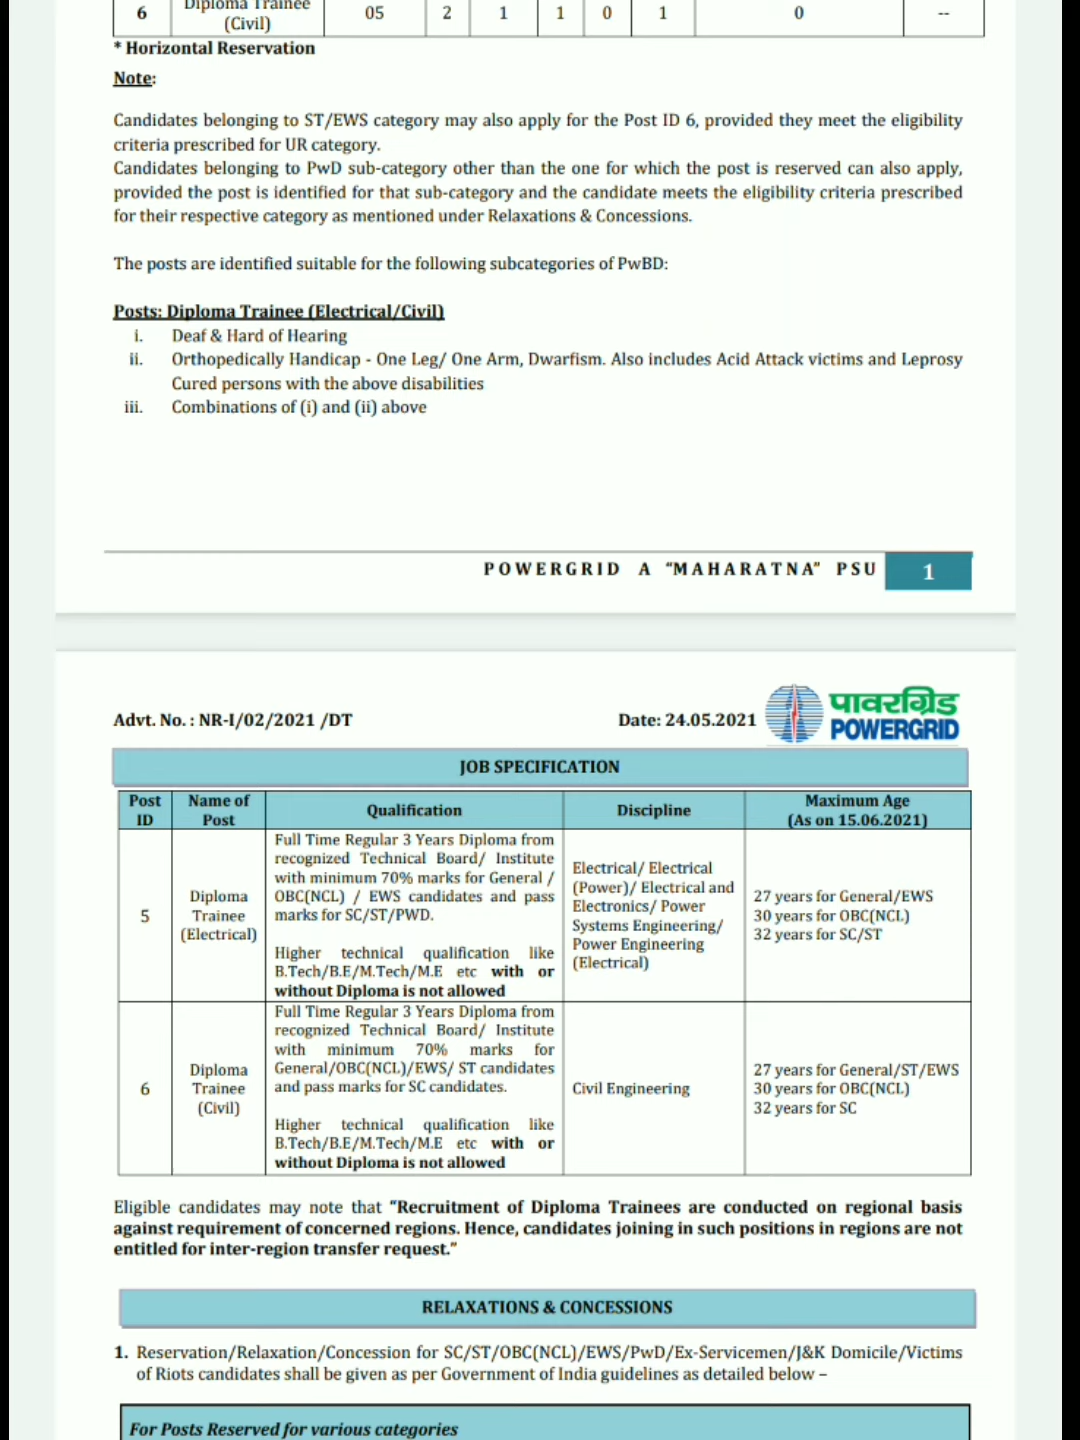 6 Diploma Trainee (Civil) 05 2 1 1 0 1 0 --
* Horizontal Reservation
Note:
Candidates belonging to ST/EWS category may also apply for the Post ID 6, provided they meet the eligibility
criteria prescribed for UR category.
Candidates belonging to PwD sub-category other than the one for which the post is reserved can also apply,
provided the post is identified for that sub-category and the candidate meets the eligibility criteria prescribed
for their respective category as mentioned under Relaxations & Concessions.
The posts are identified suitable for the following subcategories of PwBD:
Posts: Diploma Trainee (Electrical/Civil)
i. Deaf & Hard of Hearing
ii. Orthopedically Handicap - One Leg/ One Arm, Dwarfism. Also includes Acid Attack victims and Leprosy
Cured persons with the above disabilities
iii. Combinations of (i) and (ii) above
POWERGRID A “MAHARATNA” PSU 1
Advt. No. : NR-I/02/2021 /DT Date: 24.05.2021
पावरग्रिड
POWERGRID
JOB SPECIFICATION
Post ID
Name of Post
Qualification
Discipline
Maximum Age
(As on 15.06.2021)
5
Diploma
Trainee
(Electrical)
Full Time Regular 3 Years Diploma from
recognized Technical Board/ Institute
with minimum 70% marks for General /
OBC(NCL) / EWS candidates and pass
marks for SC/ST/PWD.
Higher technical qualification like
B.Tech/B.E/M.Tech/M.E etc with or
without Diploma is not allowed
Electrical/ Electrical
(Power)/ Electrical and
Electronics/ Power
Systems Engineering/
Power Engineering
(Electrical)
27 years for General/EWS
30 years for OBC(NCL)
32 years for SC/ST
6
Diploma
Trainee
(Civil)
Full Time Regular 3 Years Diploma from
recognized Technical Board/ Institute
with minimum 70% marks for
General/OBC(NCL)/EWS/ ST candidates
and pass marks for SC candidates.
Higher technical qualification like
B.Tech/B.E/M.Tech/M.E etc with or
without Diploma is not allowed
Civil Engineering
27 years for General/ST/EWS
30 years for OBC(NCL)
32 years for SC
Eligible candidates may note that “Recruitment of Diploma Trainees are conducted on regional basis
against requirement of concerned regions. Hence, candidates joining in such positions in regions are not
entitled for inter-region transfer request.”
RELAXATIONS & CONCESSIONS
1. Reservation/Relaxation/Concession for SC/ST/OBC(NCL)/EWS/PwD/Ex-Servicemen/J&K Domicile/Victims
of Riots candidates shall be given as per Government of India guidelines as detailed below –
For Posts Reserved for various categories